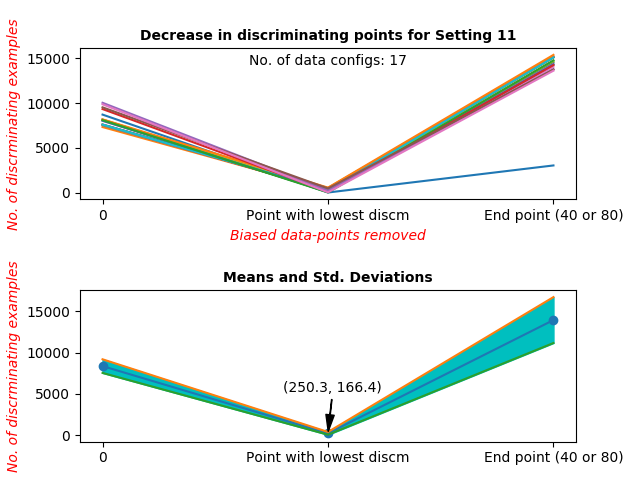 Decrease in discriminating points for Setting 11
No. of discrminating examples
15000
10000
5000
0
No. of data configs: 17
0
Point with lowest discm
End point (40 or 80)
Biased data-points removed
Means and Std. Deviations
No. of discrminating examples
15000
10000
5000
0
(250.3, 166.4)
0
Point with lowest discm
End point (40 or 80)